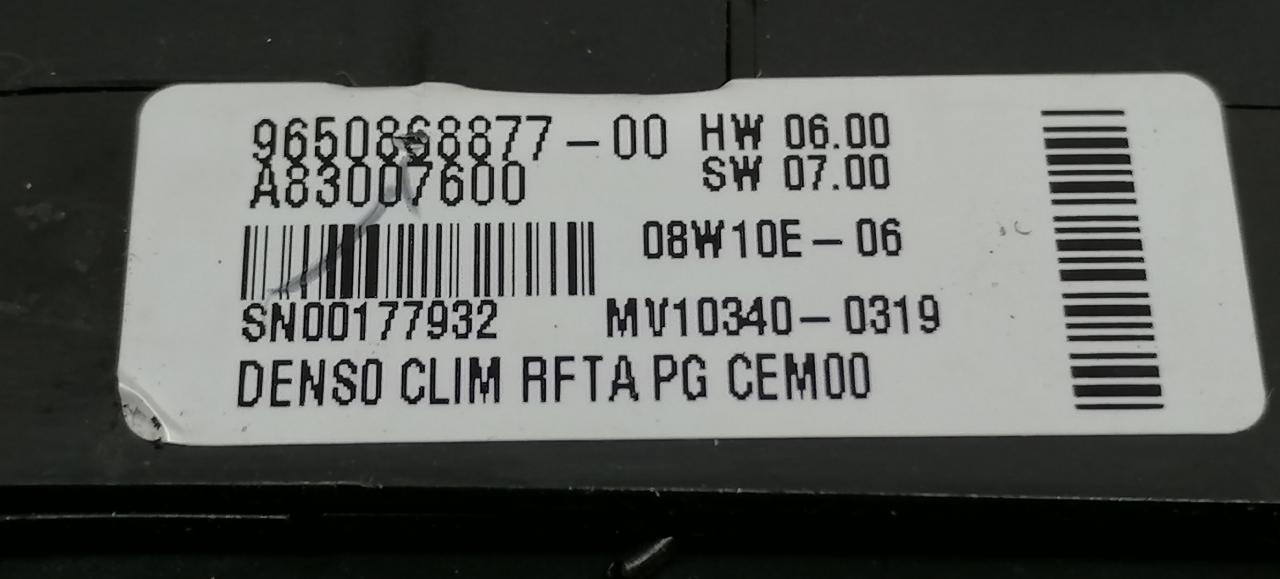 9650868877-00 HW 06.00
A83007600 SW 07.00
08W10E-06
SN00177932 MV10340-0319
DENSO CLIM RFTA PG CEM00